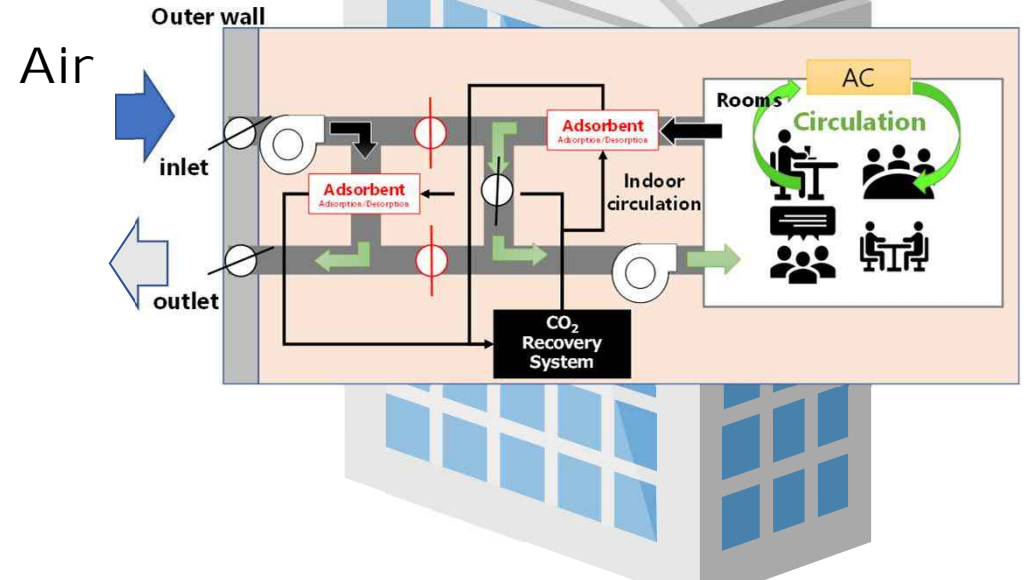 Outer wall
Air
AC
Rooms
Circulation
inlet
Adsorbent
Adsorption/Desorption
Adsorbent
Adsorption/Desorption
Indoor
circulation
outlet
CO₂
Recovery
System